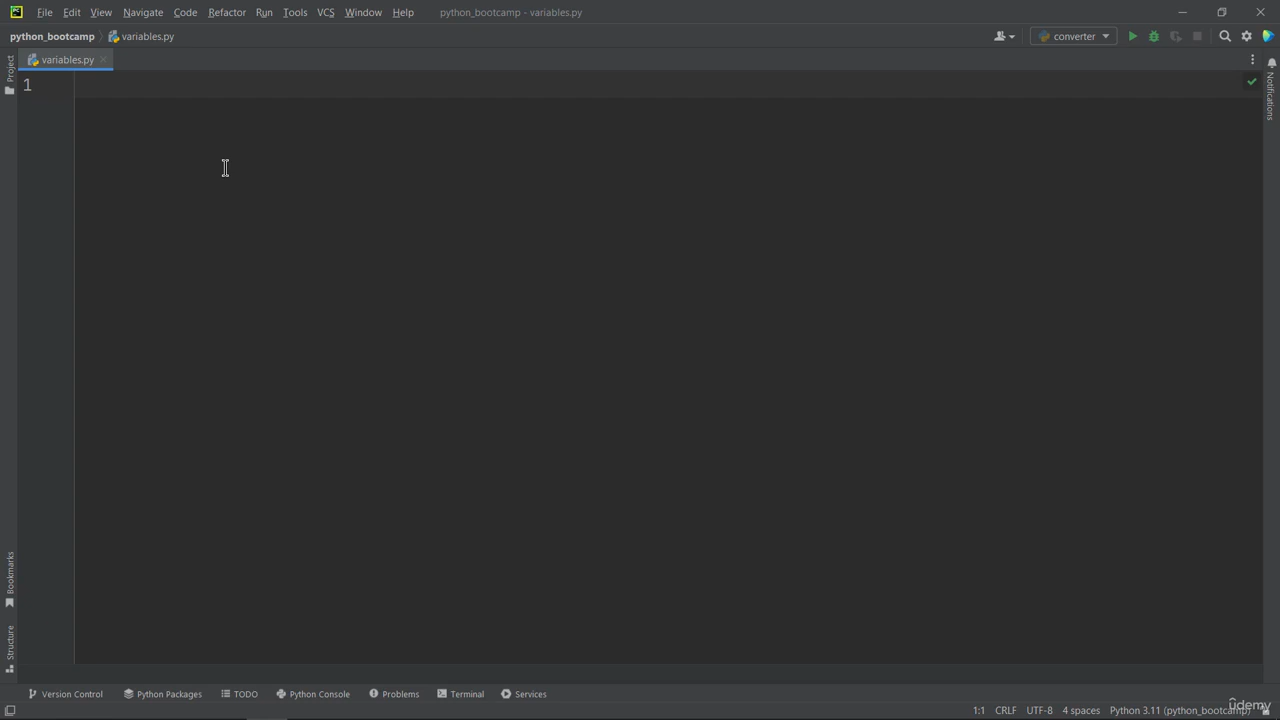 File Edit View Navigate Code Refactor Run Tools VCS Window Help python_bootcamp - variables.py
python_bootcamp variables.py converter
Project
variables.py
Notifications
1
Bookmarks
Structure
Version Control Python Packages TODO Python Console Problems Terminal Services
1:1 CRLF UTF-8 4 spaces Python 3.11 (python_bootcamp)
ûdemy